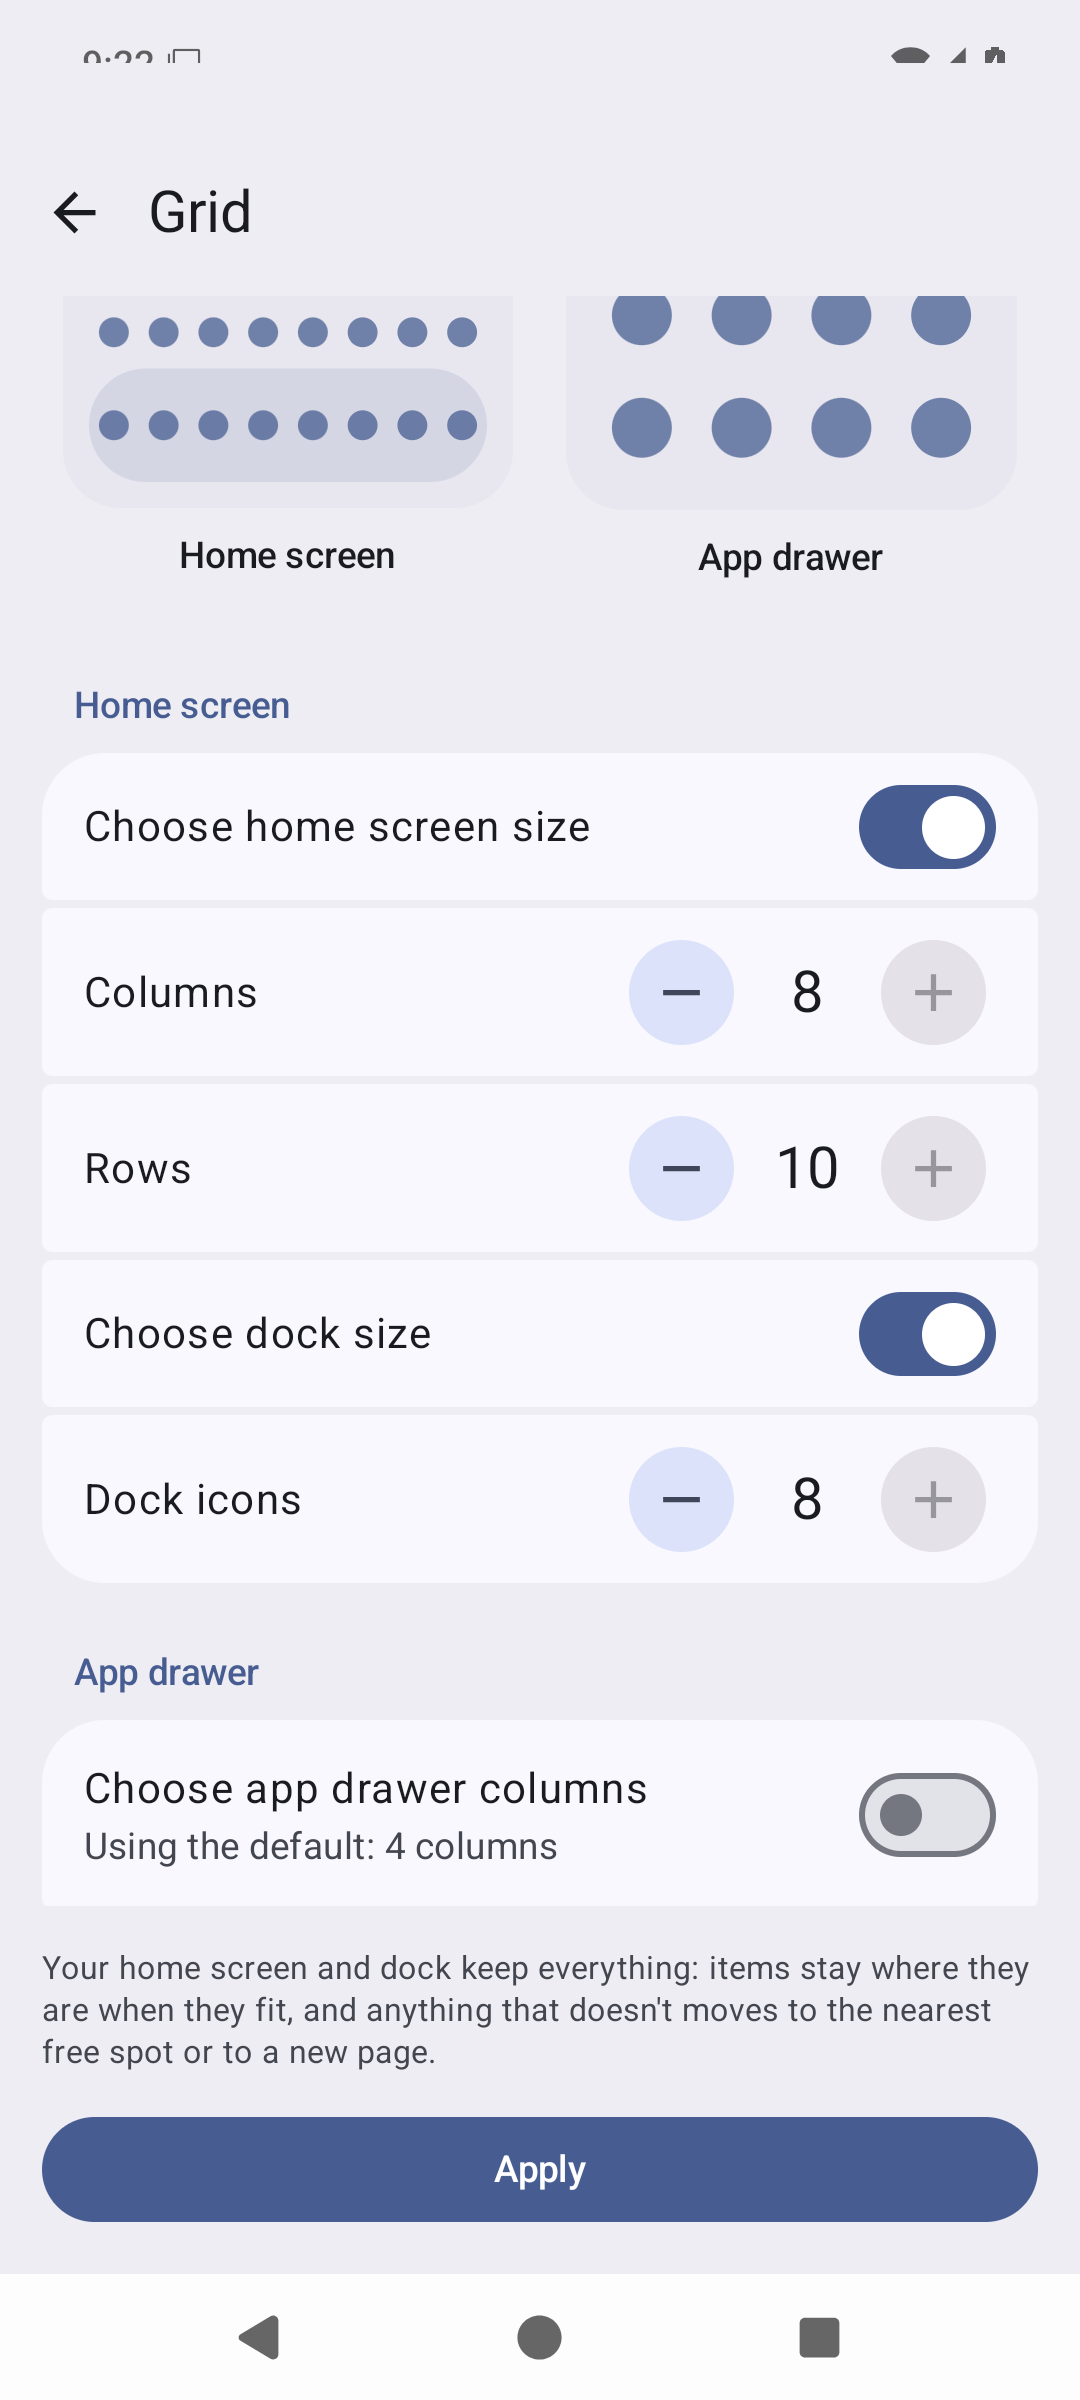 Grid
Home screen
App drawer
Home screen
Choose home screen size
Columns
8
Rows
10
Choose dock size
Dock icons
8
App drawer
Choose app drawer columns
Using the default: 4 columns
Your home screen and dock keep everything: items stay where they
are when they fit, and anything that doesn't moves to the nearest
free spot or to a new page.
Apply